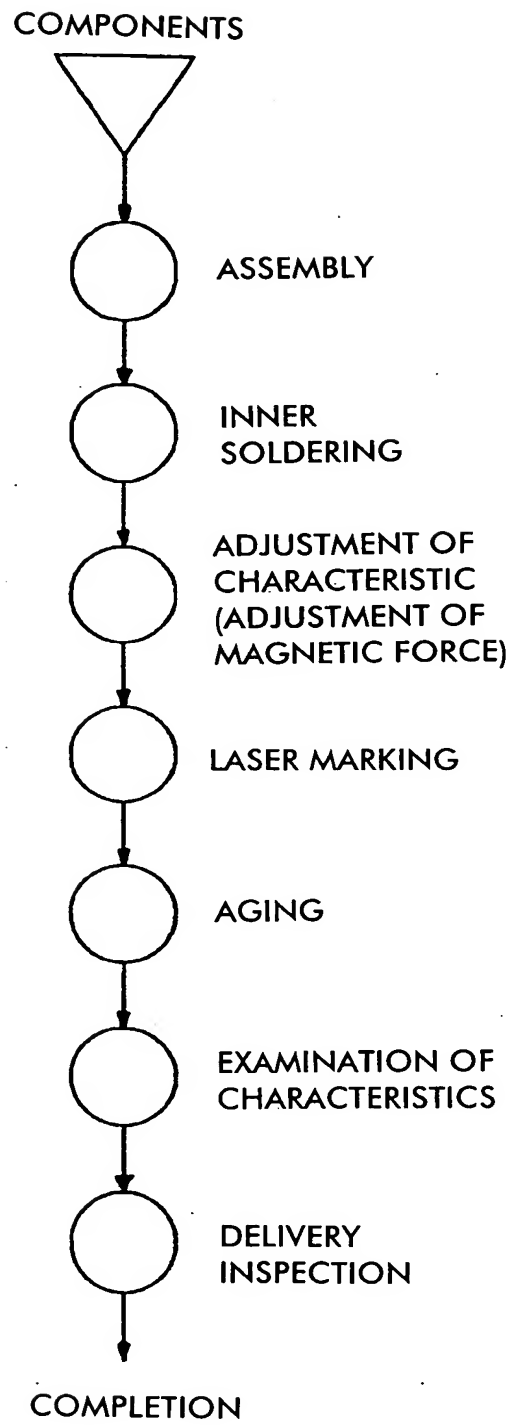 COMPONENTS
ASSEMBLY
INNER
SOLDERING
ADJUSTMENT OF
CHARACTERISTIC
(ADJUSTMENT OF
MAGNETIC FORCE)
LASER MARKING
AGING
EXAMINATION OF
CHARACTERISTICS
DELIVERY
INSPECTION
COMPLETION